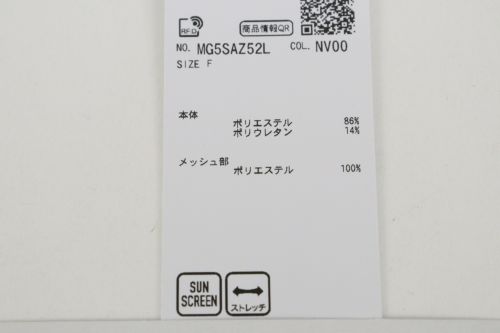 RFID
商品情報QR
NO. MG5SAZ52L COL. NV00
SIZE F
本体
ポリエステル 86%
ポリウレタン 14%
メッシュ部
ポリエステル 100%
SUN
SCREEN
ストレッチ